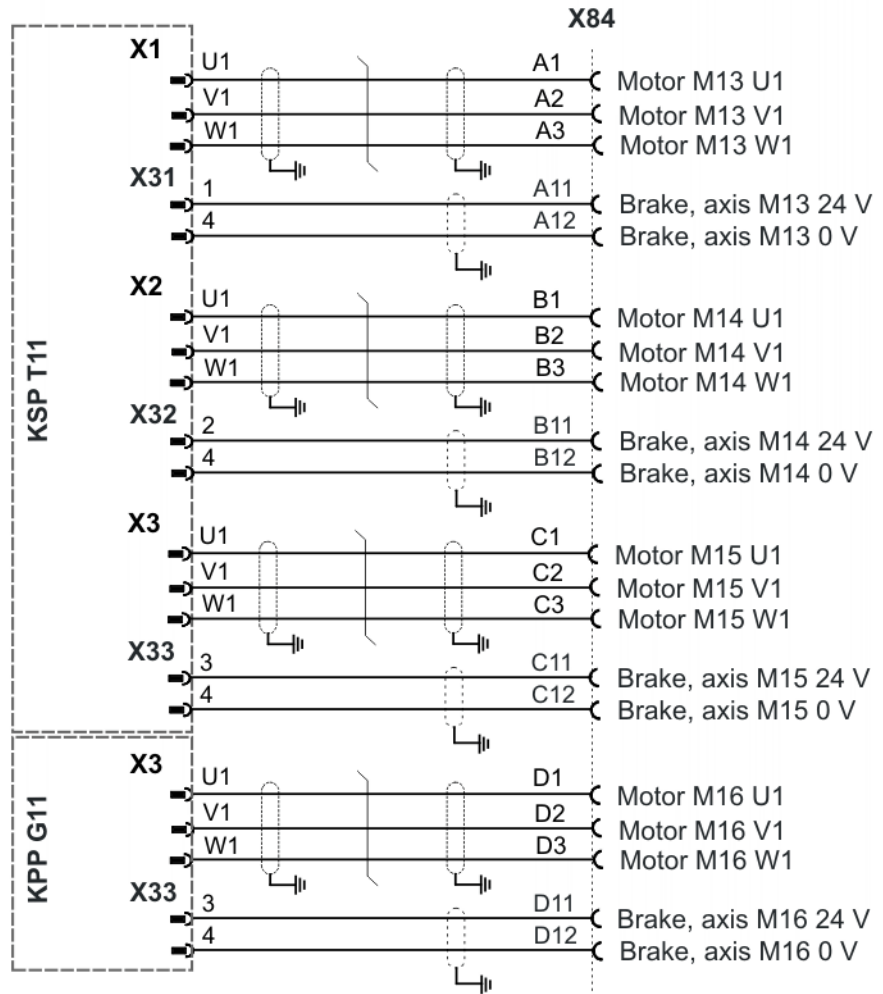 X84
X1
U1 A1 Motor M13 U1
V1 A2 Motor M13 V1
W1 A3 Motor M13 W1
X31
1 A11 Brake, axis M13 24 V
4 A12 Brake, axis M13 0 V
X2
U1 B1 Motor M14 U1
V1 B2 Motor M14 V1
W1 B3 Motor M14 W1
KSP T11
X32
2 B11 Brake, axis M14 24 V
4 B12 Brake, axis M14 0 V
X3
U1 C1 Motor M15 U1
V1 C2 Motor M15 V1
W1 C3 Motor M15 W1
X33
3 C11 Brake, axis M15 24 V
4 C12 Brake, axis M15 0 V
X3
U1 D1 Motor M16 U1
V1 D2 Motor M16 V1
W1 D3 Motor M16 W1
KPP G11
X33
3 D11 Brake, axis M16 24 V
4 D12 Brake, axis M16 0 V